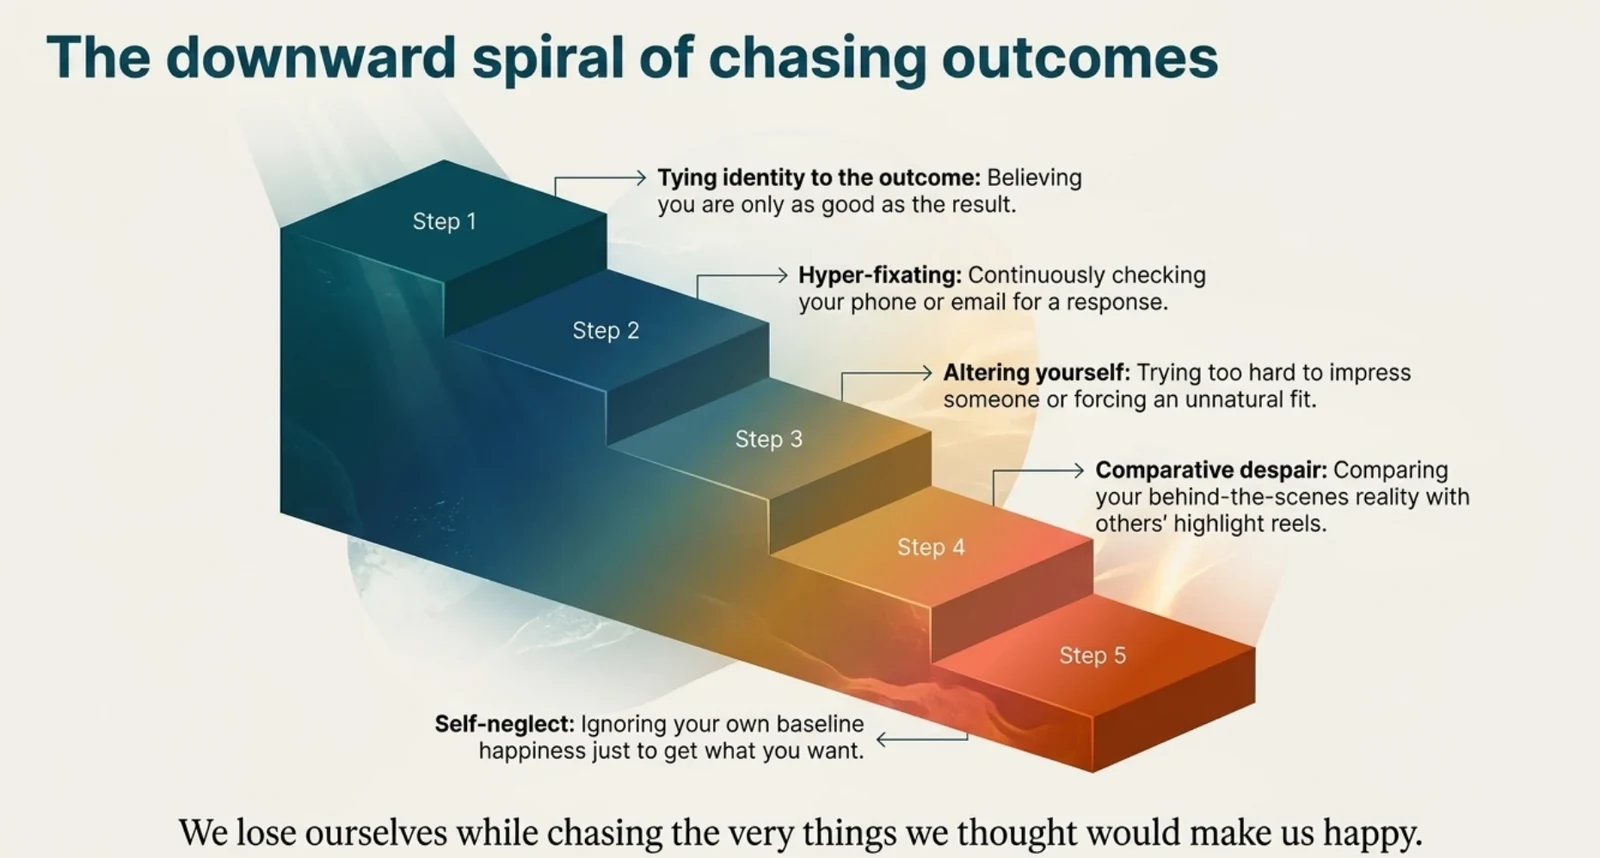 The downward spiral of chasing outcomes
Step 1
Tying identity to the outcome: Believing
you are only as good as the result.
Step 2
Hyper-fixating: Continuously checking
your phone or email for a response.
Step 3
Altering yourself: Trying too hard to impress
someone or forcing an unnatural fit.
Step 4
Comparative despair: Comparing
your behind-the-scenes reality with
others' highlight reels.
Step 5
Self-neglect: Ignoring your own baseline
happiness just to get what you want.
We lose ourselves while chasing the very things we thought would make us happy.